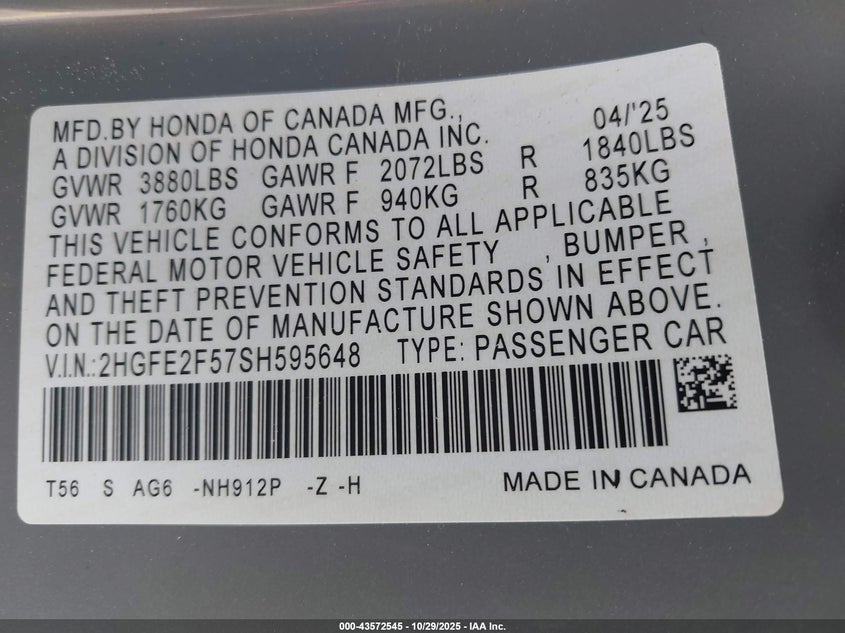 MFD.BY HONDA OF CANADA MFG., 04/'25
A DIVISION OF HONDA CANADA INC.
GVWR 3880LBS GAWR F 2072LBS R 1840LBS
GVWR 1760KG GAWR F 940KG R 835KG
THIS VEHICLE CONFORMS TO ALL APPLICABLE
FEDERAL MOTOR VEHICLE SAFETY , BUMPER ,
AND THEFT PREVENTION STANDARDS IN EFFECT
ON THE DATE OF MANUFACTURE SHOWN ABOVE.
V.I.N.:2HGFE2F57SH595648 TYPE: PASSENGER CAR
T56 S AG6 -NH912P -Z -H MADE IN CANADA
000-43572545 - 10/29/2025 - IAA Inc.